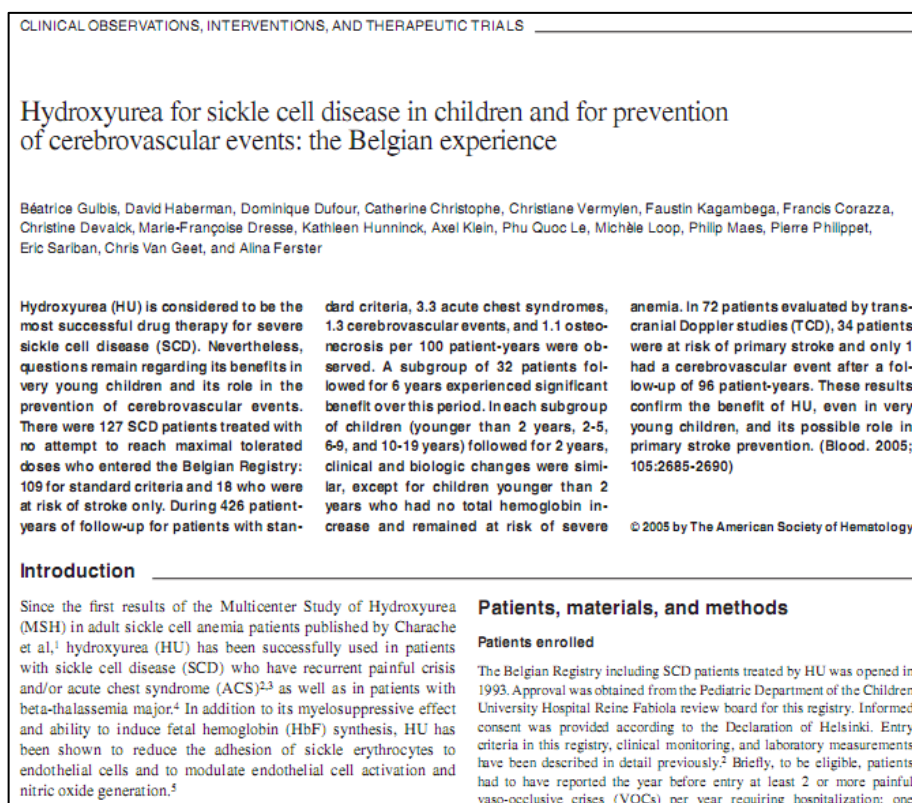 CLINICAL OBSERVATIONS, INTERVENTIONS, AND THERAPEUTIC TRIALS
Hydroxyurea for sickle cell disease in children and for prevention
of cerebrovascular events: the Belgian experience
Béatrice Gulbis, David Haberman, Dominique Dufour, Catherine Christophe, Christiane Vermylen, Faustin Kagambega, Francis Corazza,
Christine Devalck, Marie-Françoise Dresse, Kathleen Hunninck, Axel Klein, Phu Quoc Le, Michèle Loop, Philip Maes, Pierre Philippet,
Eric Sariban, Chris Van Geet, and Alina Ferster
Hydroxyurea (HU) is considered to be the
most successful drug therapy for severe
sickle cell disease (SCD). Nevertheless,
questions remain regarding its benefits in
very young children and its role in the
prevention of cerebrovascular events.
There were 127 SCD patients treated with
no attempt to reach maximal tolerated
doses who entered the Belgian Registry:
109 for standard criteria and 18 who were
at risk of stroke only. During 426 patient-
years of follow-up for patients with stan-
dard criteria, 3.3 acute chest syndromes,
1.3 cerebrovascular events, and 1.1 osteo-
necrosis per 100 patient-years were ob-
served. A subgroup of 32 patients fol-
lowed for 6 years experienced significant
benefit over this period. In each subgroup
of children (younger than 2 years, 2-5,
6-9, and 10-19 years) followed for 2 years,
clinical and biologic changes were simi-
lar, except for children younger than 2
years who had no total hemoglobin in-
crease and remained at risk of severe
anemia. In 72 patients evaluated by trans-
cranial Doppler studies (TCD), 34 patients
were at risk of primary stroke and only 1
had a cerebrovascular event after a fol-
low-up of 96 patient-years. These results
confirm the benefit of HU, even in very
young children, and its possible role in
primary stroke prevention. (Blood. 2005;
105:2685-2690)
© 2005 by The American Society of Hematology
Introduction
Since the first results of the Multicenter Study of Hydroxyurea
(MSH) in adult sickle cell anemia patients published by Charache
et al,1 hydroxyurea (HU) has been successfully used in patients
with sickle cell disease (SCD) who have recurrent painful crisis
and/or acute chest syndrome (ACS)2,3 as well as in patients with
beta-thalassemia major.4 In addition to its myelosuppressive effect
and ability to induce fetal hemoglobin (HbF) synthesis, HU has
been shown to reduce the adhesion of sickle erythrocytes to
endothelial cells and to modulate endothelial cell activation and
nitric oxide generation.5
Patients, materials, and methods
Patients enrolled
The Belgian Registry including SCD patients treated by HU was opened in
1993. Approval was obtained from the Pediatric Department of the Children
University Hospital Reine Fabiola review board for this registry. Informed
consent was provided according to the Declaration of Helsinki. Entry
criteria in this registry, clinical monitoring, and laboratory measurements
have been described in detail previously.2 Briefly, to be eligible, patients
had to have reported the year before entry at least 2 or more painful
vaso-occlusive crises (VOCs) per year requiring hospitalization; one